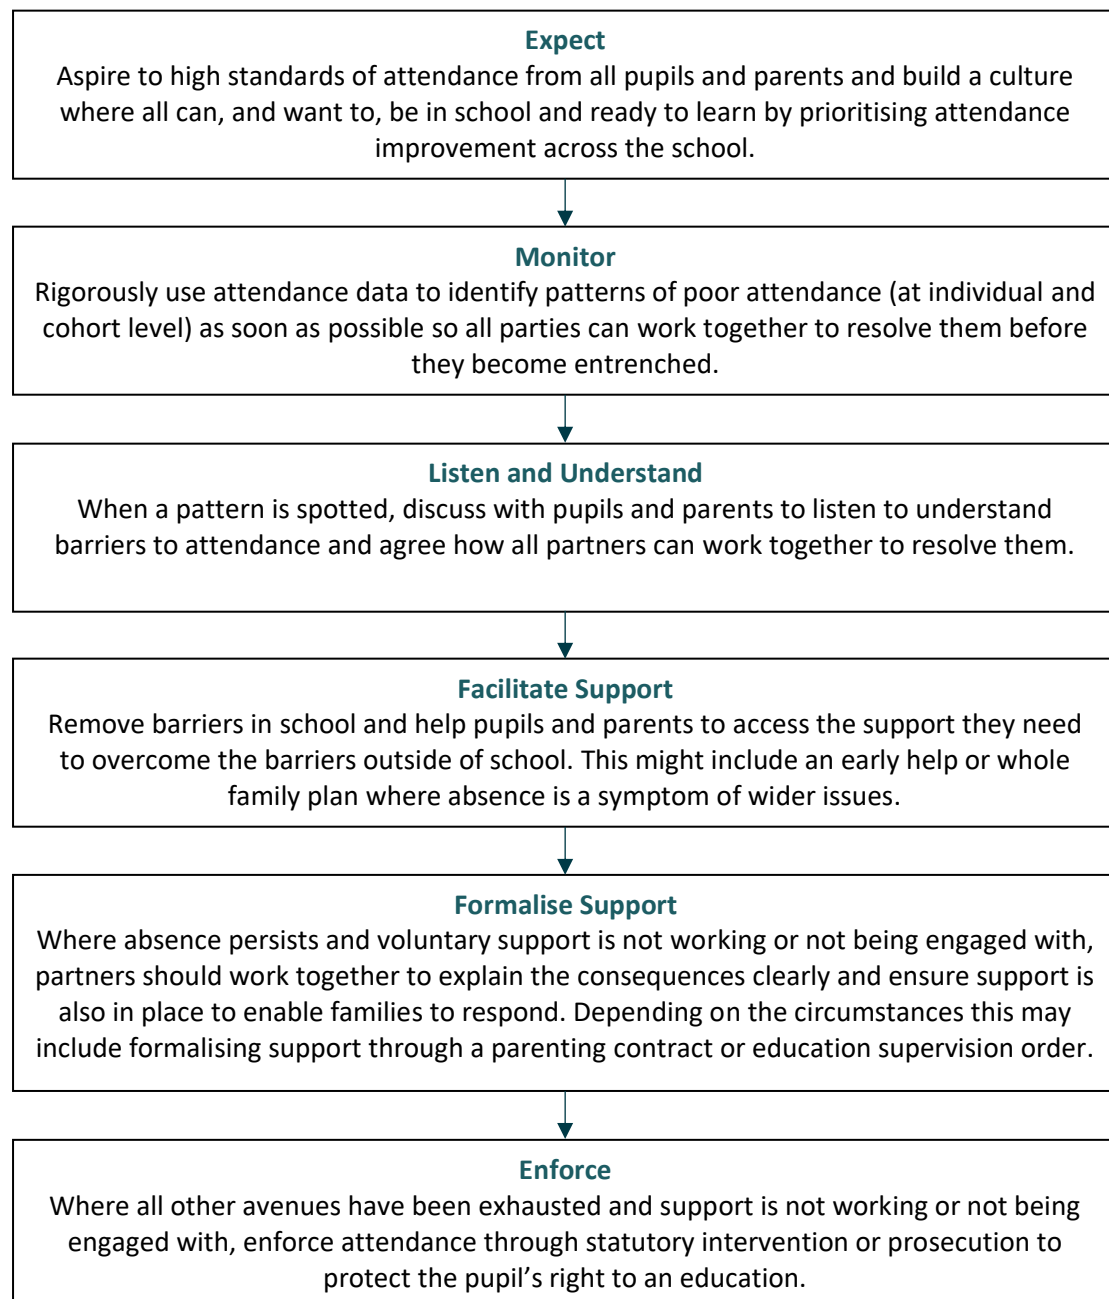 Expect
Aspire to high standards of attendance from all pupils and parents and build a culture
where all can, and want to, be in school and ready to learn by prioritising attendance
improvement across the school.
Monitor
Rigorously use attendance data to identify patterns of poor attendance (at individual and
cohort level) as soon as possible so all parties can work together to resolve them before
they become entrenched.
Listen and Understand
When a pattern is spotted, discuss with pupils and parents to listen to understand
barriers to attendance and agree how all partners can work together to resolve them.
Facilitate Support
Remove barriers in school and help pupils and parents to access the support they need
to overcome the barriers outside of school. This might include an early help or whole
family plan where absence is a symptom of wider issues.
Formalise Support
Where absence persists and voluntary support is not working or not being engaged with,
partners should work together to explain the consequences clearly and ensure support is
also in place to enable families to respond. Depending on the circumstances this may
include formalising support through a parenting contract or education supervision order.
Enforce
Where all other avenues have been exhausted and support is not working or not being
engaged with, enforce attendance through statutory intervention or prosecution to
protect the pupil’s right to an education.